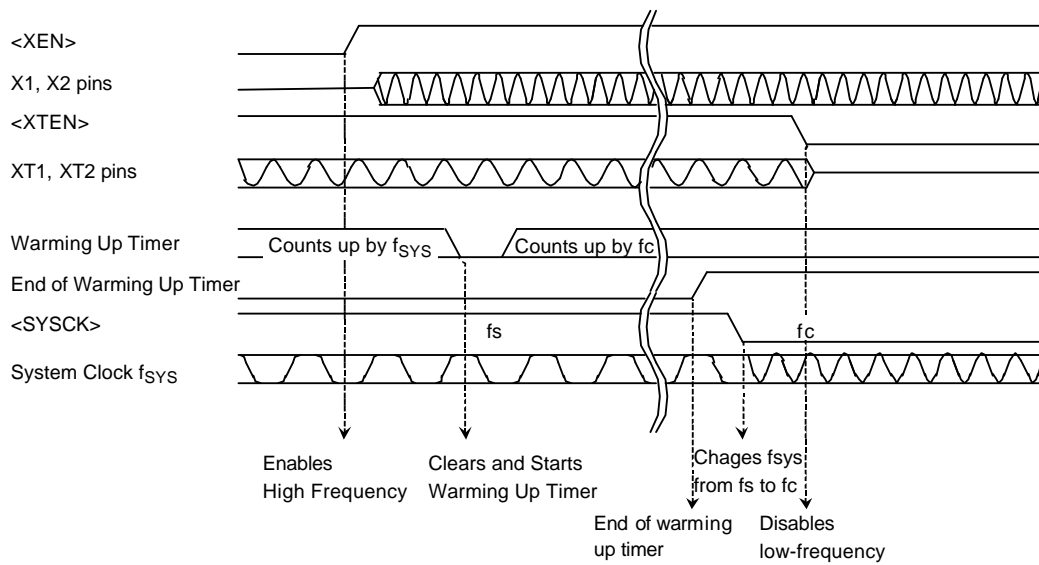 <XEN>
X1, X2 pins
<XTEN>
XT1, XT2 pins
Warming Up Timer
Counts up by fSYS
Counts up by fc
End of Warming Up Timer
<SYSCK>
fs
fc
System Clock fSYS
Enables
High Frequency
Clears and Starts
Warming Up Timer
Chages fsys
from fs to fc
End of warming
up timer
Disables
low-frequency